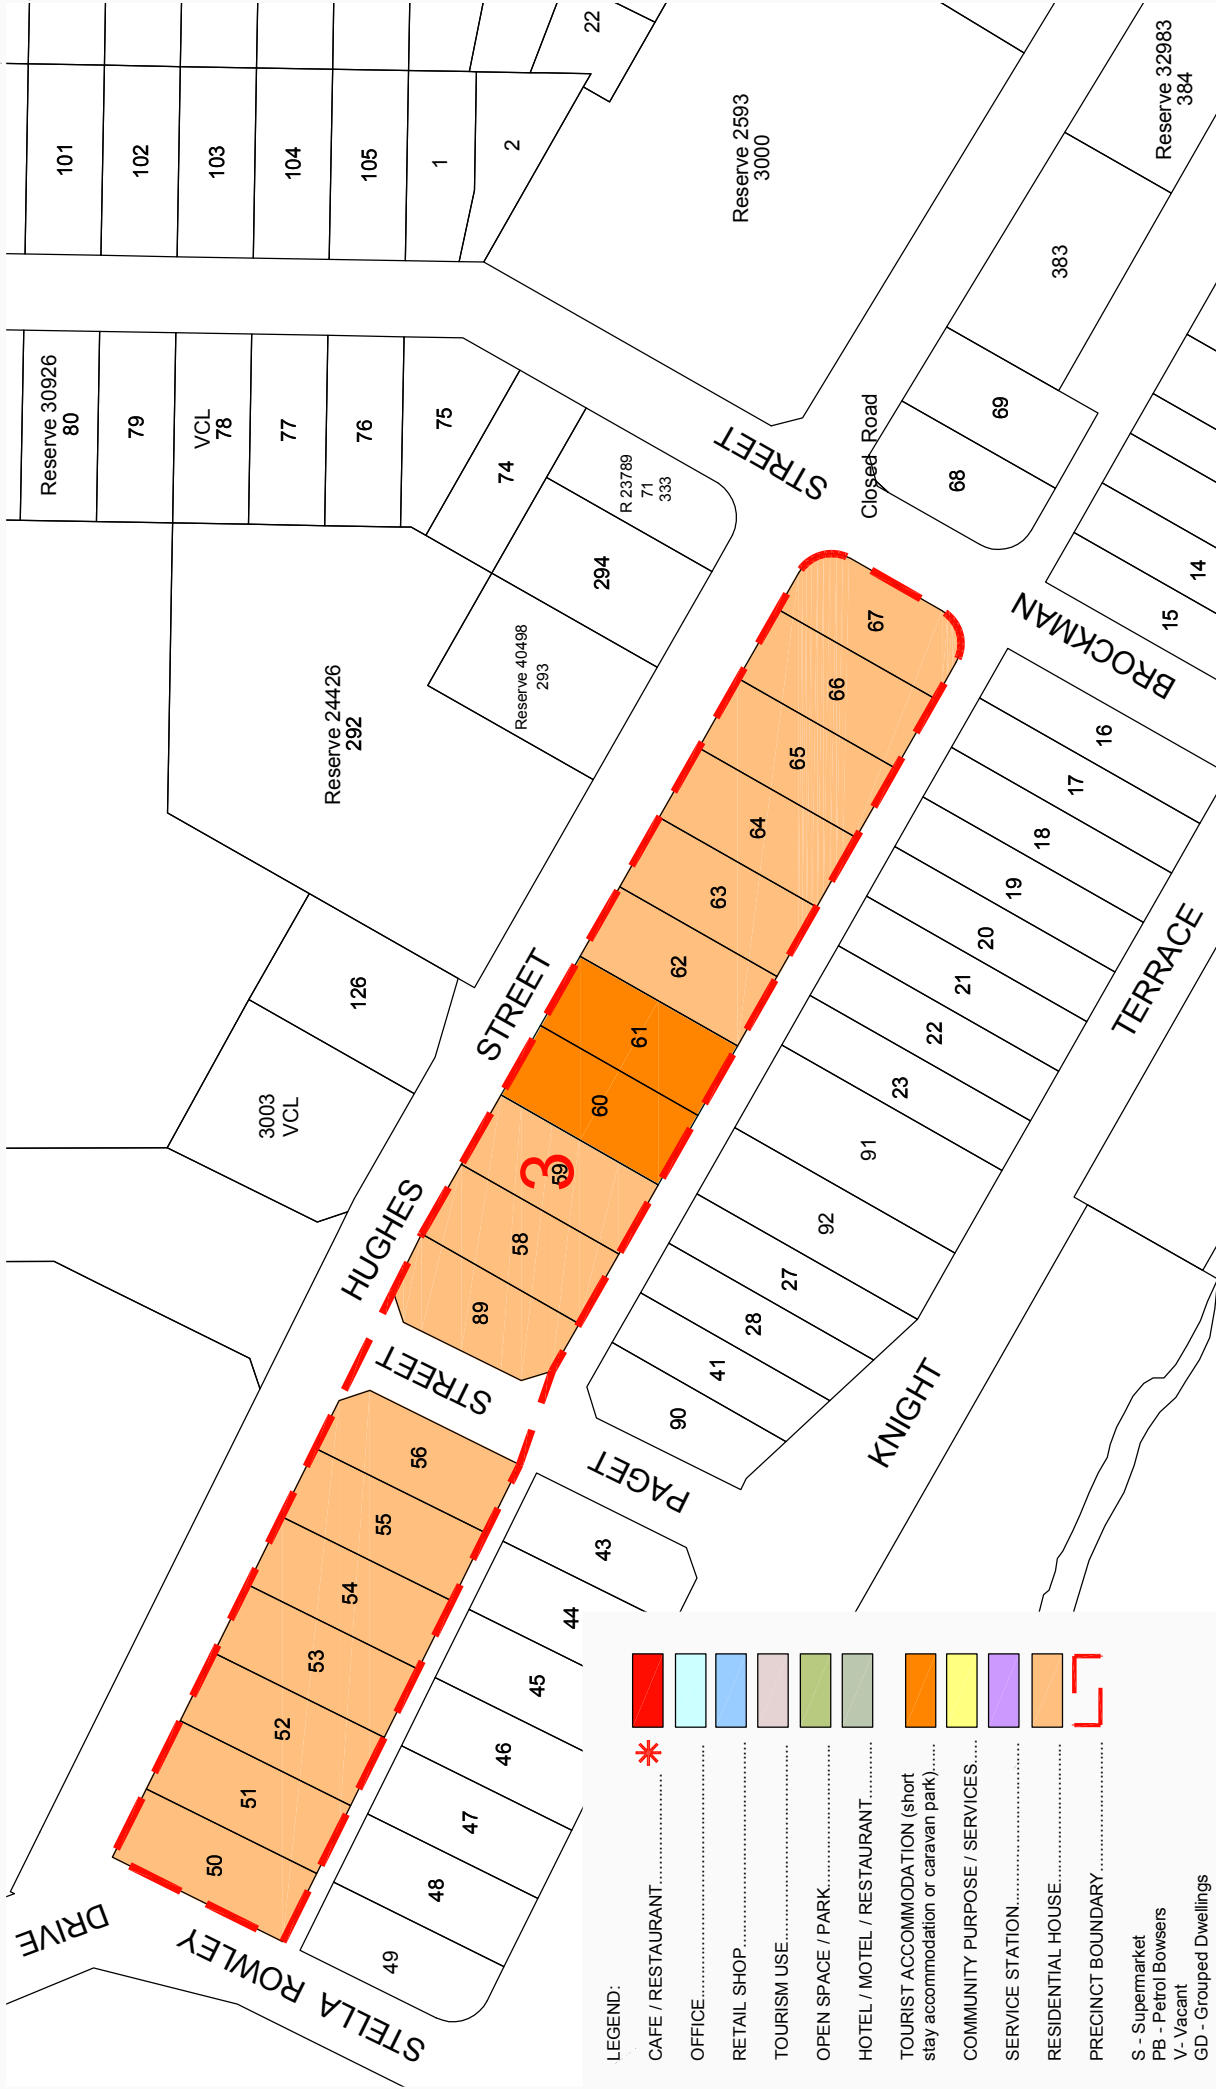 101
102
103
104
105
1
2
22
Reserve 2593
3000
Reserve 32983
384
383
69
68
Closed Road
Reserve 30926
80
79
VCL
78
77
76
75
74
R 23789
71
333
294
Reserve 40498
293
Reserve 24426
292
126
3003
VCL
STREET
BROCKMAN
HUGHES STREET
STREET
PAGET
KNIGHT TERRACE
STELLA ROWLEY DRIVE
3
67
66
65
64
63
62
61
60
59
58
89
56
55
54
53
52
51
50
14
15
16
17
18
19
20
21
22
23
91
92
27
28
41
90
43
44
45
46
47
48
49
LEGEND:
CAFE / RESTAURANT
OFFICE
RETAIL SHOP
TOURISM USE
OPEN SPACE / PARK
HOTEL / MOTEL / RESTAURANT
TOURIST ACCOMMODATION (short
stay accommodation or caravan park)
COMMUNITY PURPOSE / SERVICES
SERVICE STATION
RESIDENTIAL HOUSE
PRECINCT BOUNDARY
S - Supermarket
PB - Petrol Bowsers
V- Vacant
GD - Grouped Dwellings